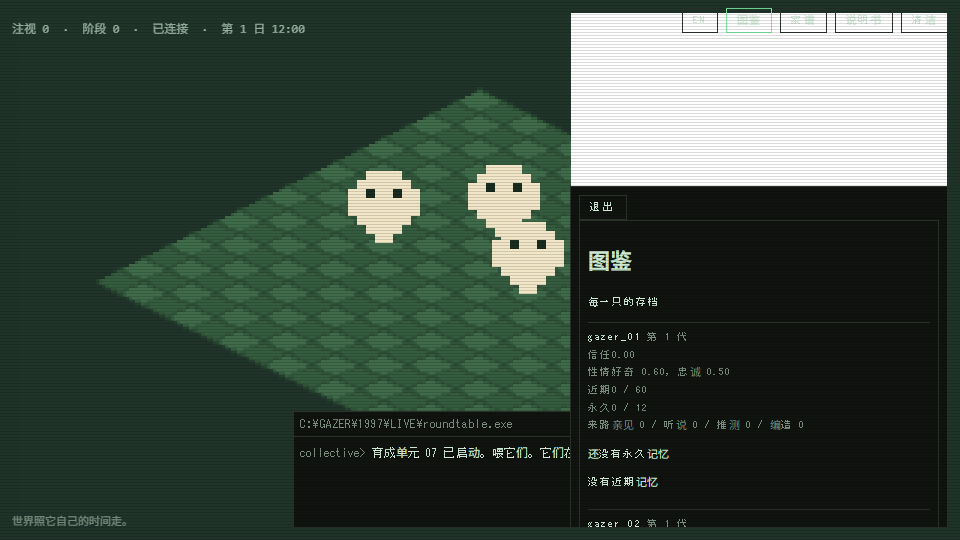 注视 0 · 阶段 0 · 已连接 · 第 1 日 12:00
EN 图鉴 家谱 说明书 清洁
退出
图鉴
每一只的存档
gazer_01 第 1 代
信任0.00
性情好奇 0.60, 忠诚 0.50
近期0 / 60
永久0 / 12
来路亲见 0 / 听说 0 / 推测 0 / 编造 0
还没有永久记忆
没有近期记忆
gazer_02 第 1 代
C:¥GAZER¥1997¥LIVE¥roundtable.exe
collective> 育成单元 07 已启动。喂它们。它们在
世界照它自己的时间走。